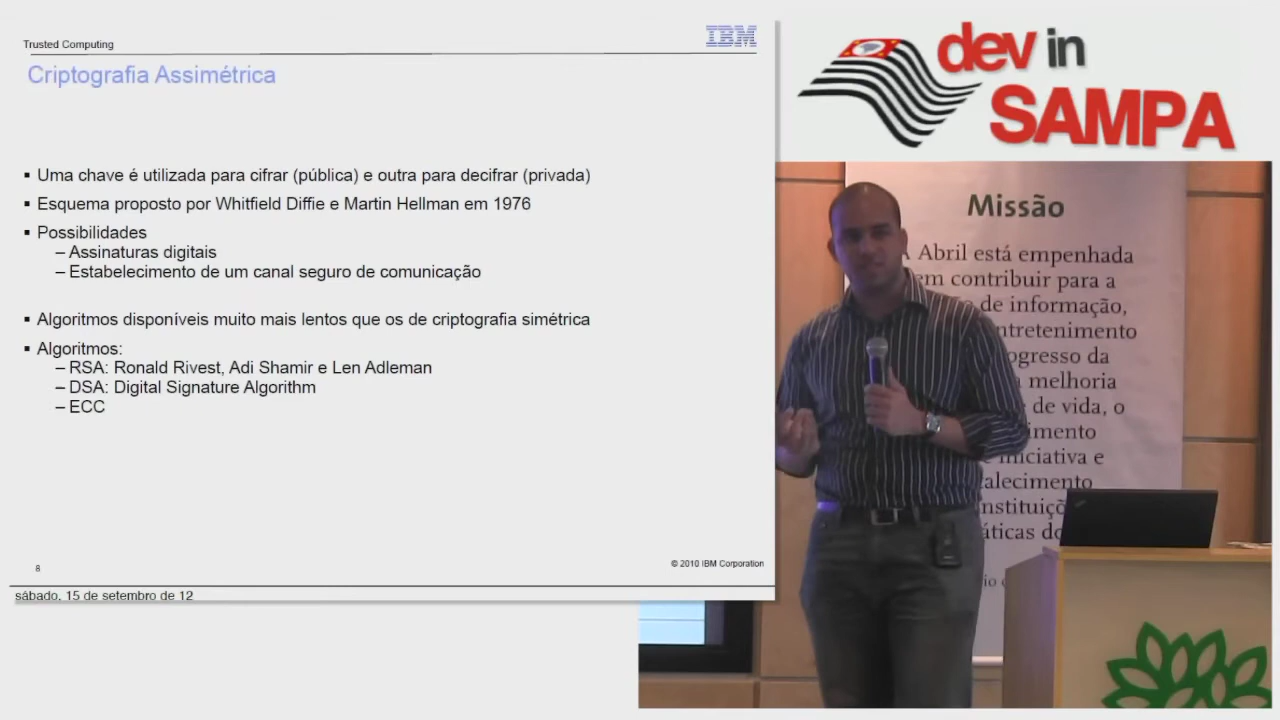 Trusted Computing
IBM
Criptografia Assimétrica
▪ Uma chave é utilizada para cifrar (pública) e outra para decifrar (privada)
▪ Esquema proposto por Whitfield Diffie e Martin Hellman em 1976
▪ Possibilidades
– Assinaturas digitais
– Estabelecimento de um canal seguro de comunicação
▪ Algoritmos disponíveis muito mais lentos que os de criptografia simétrica
▪ Algoritmos:
– RSA: Ronald Rivest, Adi Shamir e Len Adleman
– DSA: Digital Signature Algorithm
– ECC
8
© 2010 IBM Corporation
sábado, 15 de setembro de 12
dev in
SAMPA
Missão
A Abril está empenhada
em contribuir para a
de informação,
ntretenimento
ogresso da
melhoria
de vida, o
imento
iniciativa e
alecimento
nstituiçõ
áticas do